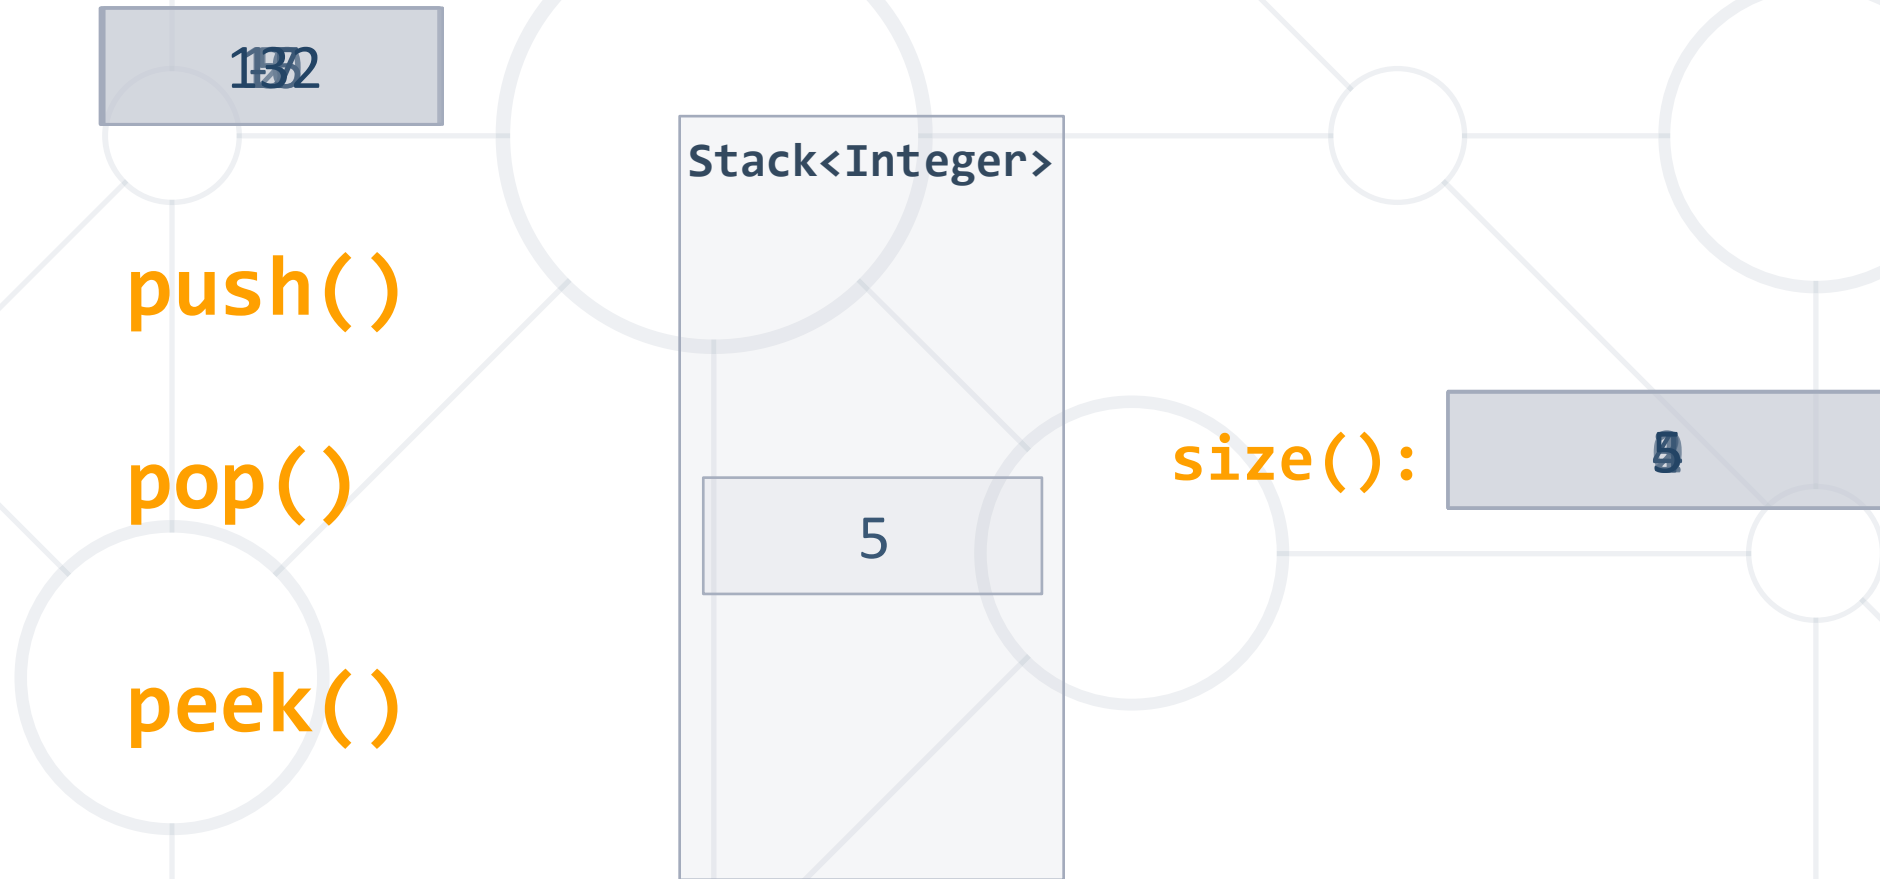 Stack<Integer>
push()
pop()
size():
5
peek()